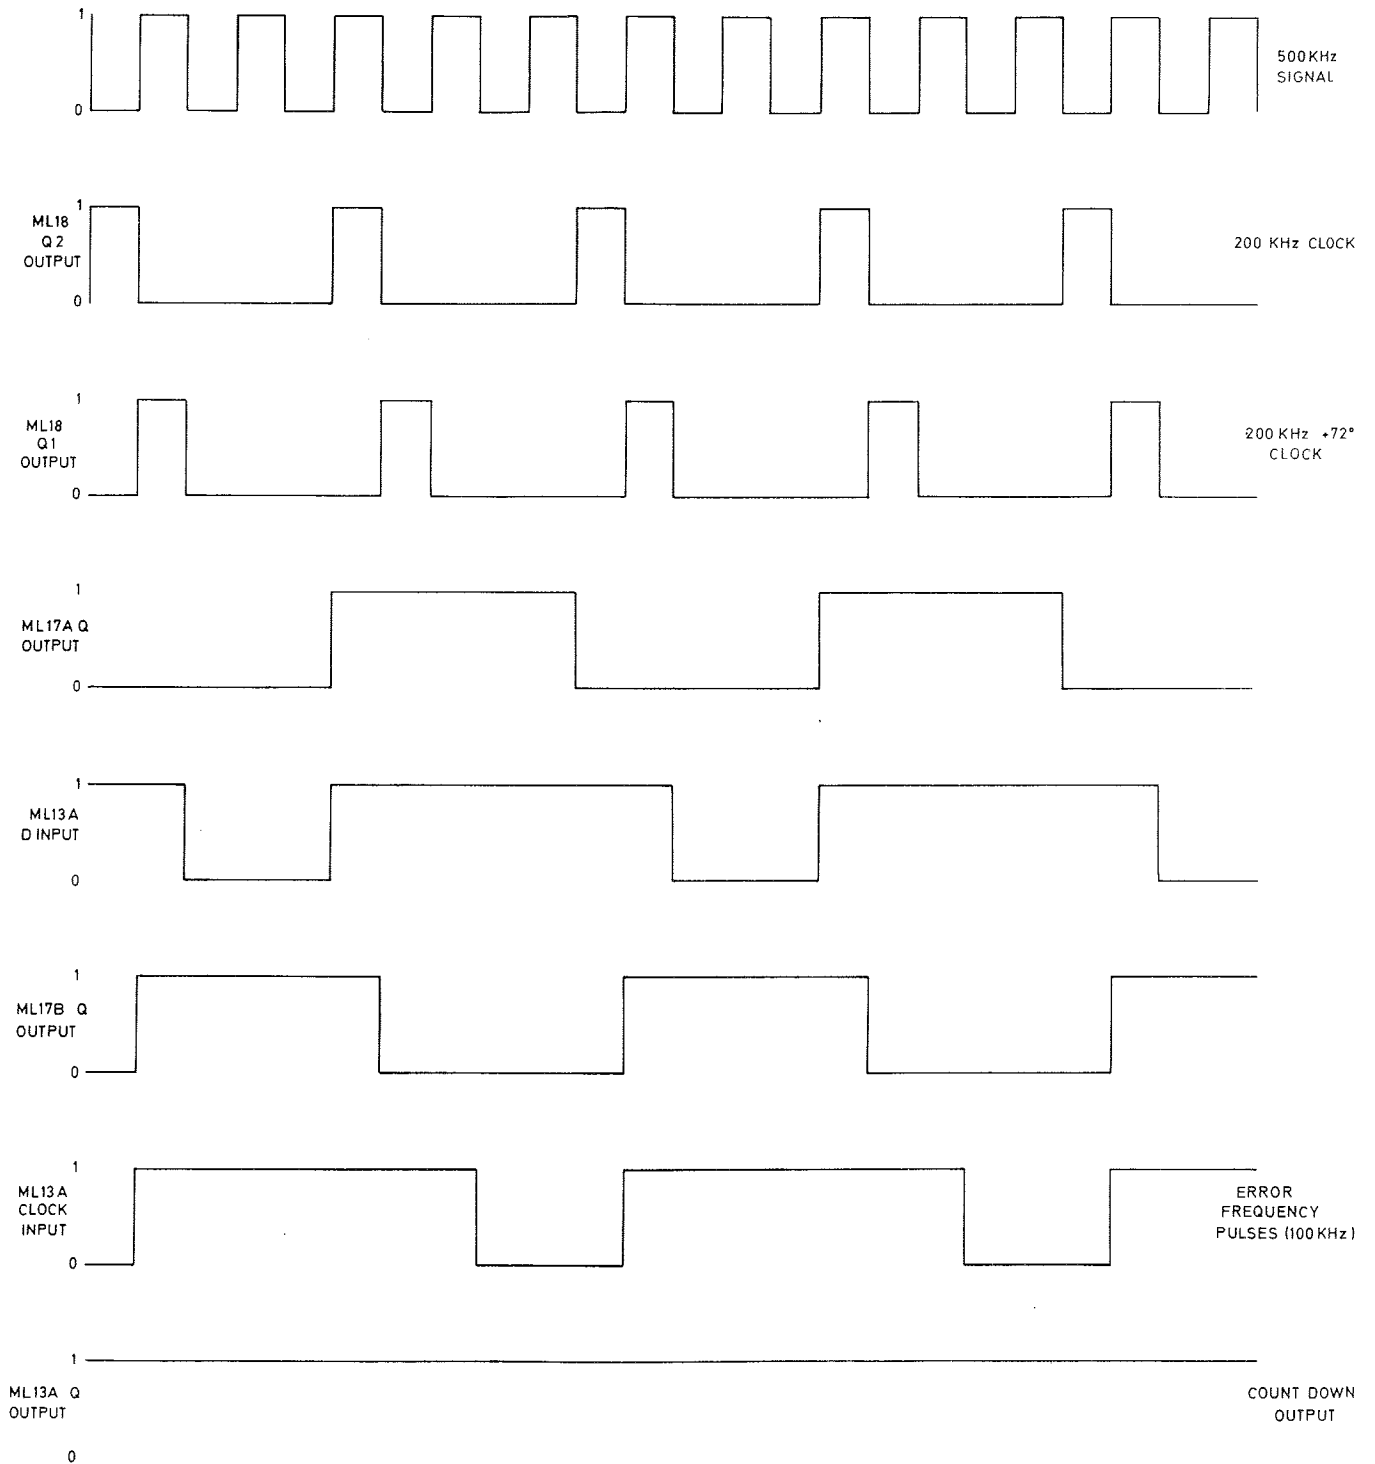 1
500KHz
SIGNAL
0
1
ML18
Q2
OUTPUT
200 KHz CLOCK
0
1
ML18
Q1
OUTPUT
200 KHz +72°
CLOCK
0
1
ML17A Q
OUTPUT
0
1
ML13A
D INPUT
0
1
ML17B Q
OUTPUT
0
1
ML13A
CLOCK
INPUT
ERROR
FREQUENCY
PULSES (100KHz)
0
1
ML13A Q
OUTPUT
COUNT DOWN
OUTPUT
0